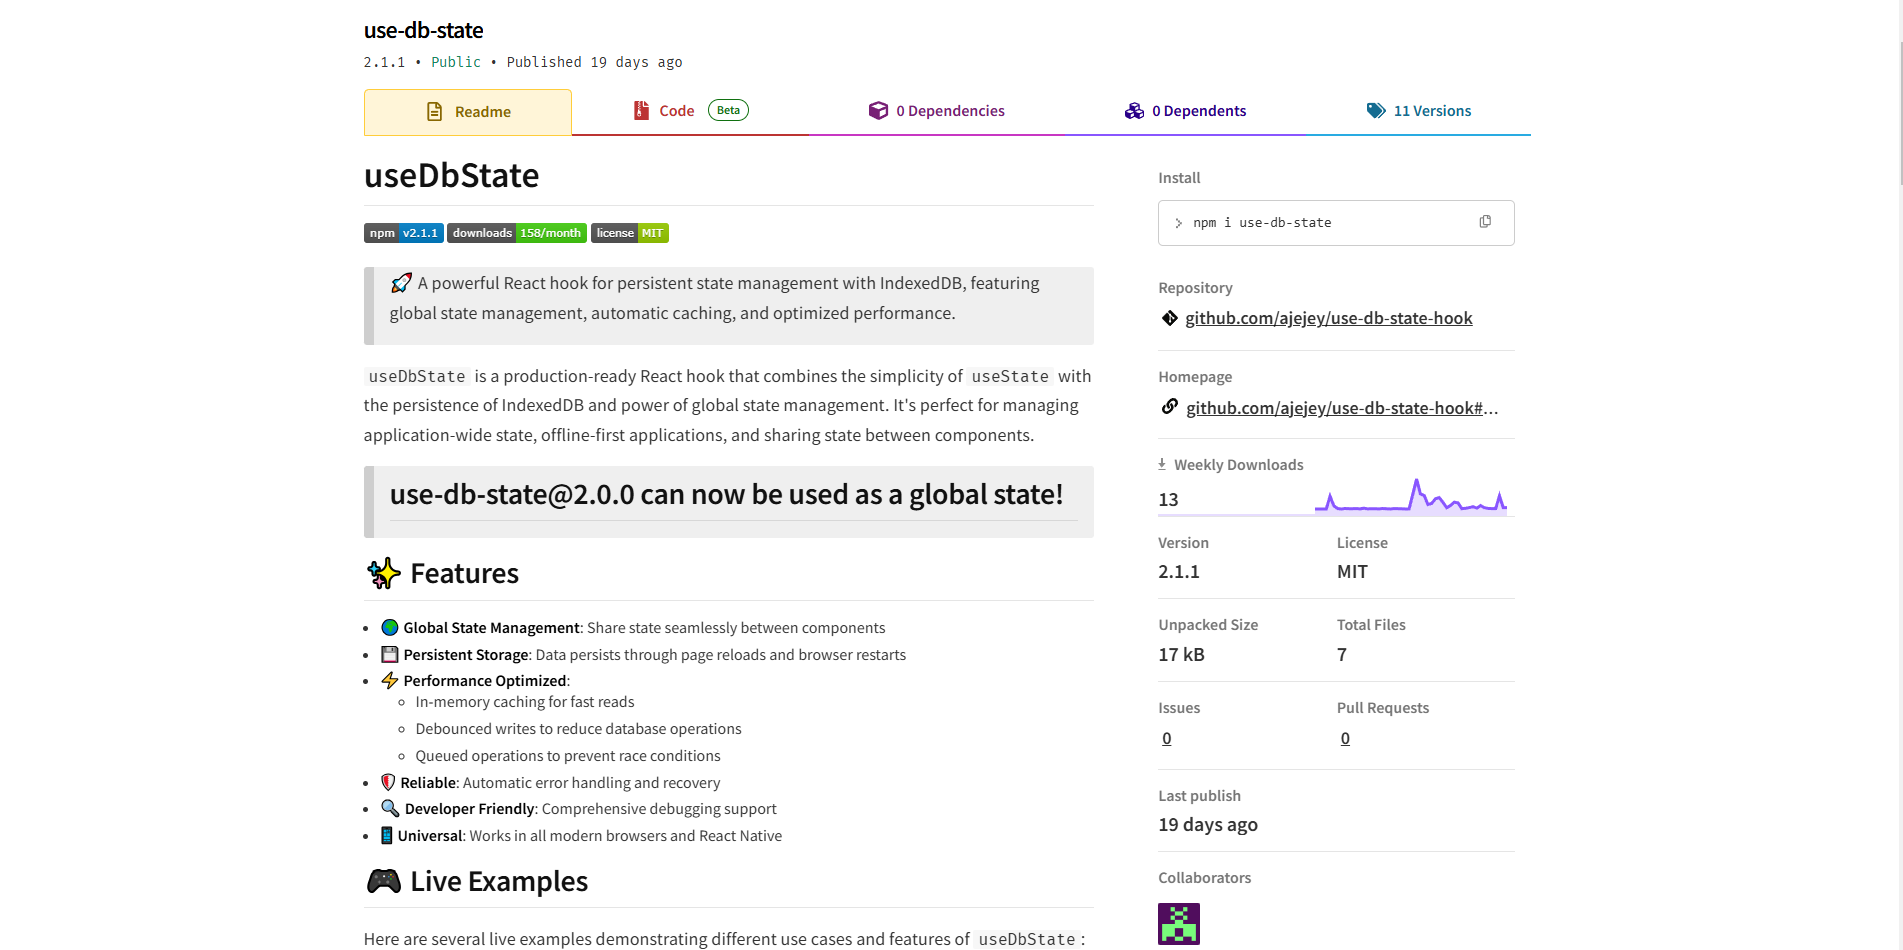 use-db-state
2.1.1 • Public • Published 19 days ago
Readme
Code Beta
0 Dependencies
0 Dependents
11 Versions
useDbState
npm v2.1.1 downloads 158/month license MIT
A powerful React hook for persistent state management with IndexedDB, featuring
global state management, automatic caching, and optimized performance.
useDbState is a production-ready React hook that combines the simplicity of useState with
the persistence of IndexedDB and power of global state management. It's perfect for managing
application-wide state, offline-first applications, and sharing state between components.
use-db-state@2.0.0 can now be used as a global state!
Features
• Global State Management: Share state seamlessly between components
• Persistent Storage: Data persists through page reloads and browser restarts
• Performance Optimized:
◦ In-memory caching for fast reads
◦ Debounced writes to reduce database operations
◦ Queued operations to prevent race conditions
• Reliable: Automatic error handling and recovery
• Developer Friendly: Comprehensive debugging support
• Universal: Works in all modern browsers and React Native
Live Examples
Here are several live examples demonstrating different use cases and features of useDbState:
Install
> npm i use-db-state
Repository
github.com/ajejey/use-db-state-hook
Homepage
github.com/ajejey/use-db-state-hook#...
Weekly Downloads
13
Version License
2.1.1 MIT
Unpacked Size Total Files
17 kB 7
Issues Pull Requests
0 0
Last publish
19 days ago
Collaborators